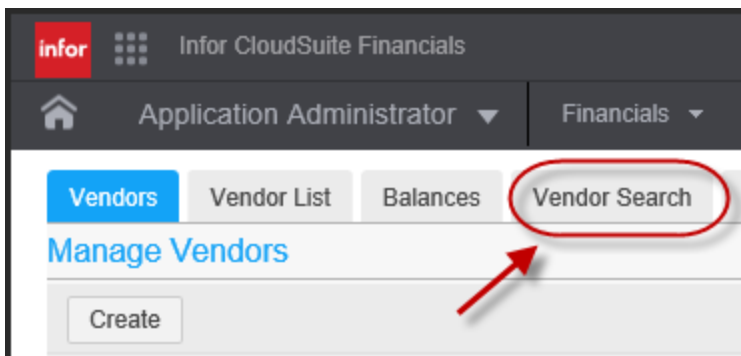 infor Infor CloudSuite Financials
Application Administrator Financials
Vendors Vendor List Balances Vendor Search
Manage Vendors
Create